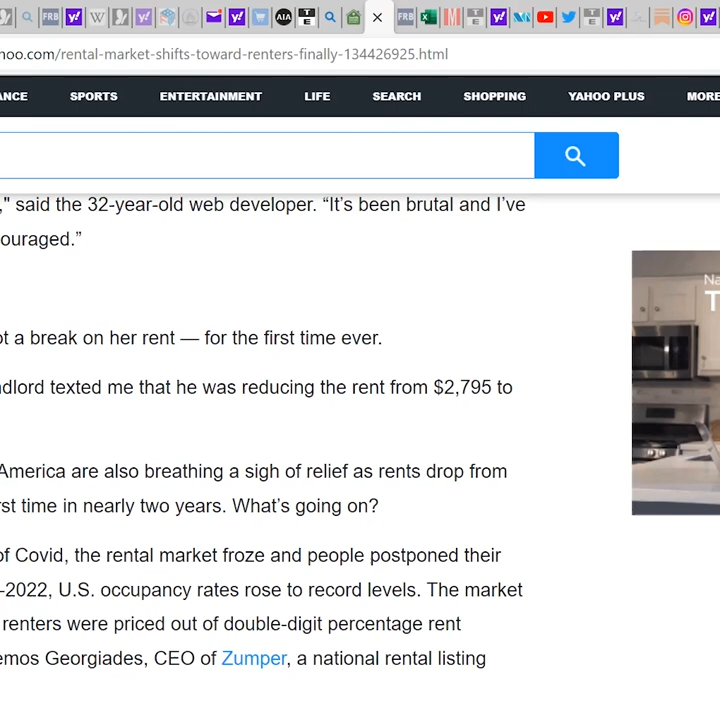 hoo.com/rental-market-shifts-toward-renters-finally-134426925.html
ANCE SPORTS ENTERTAINMENT LIFE SEARCH SHOPPING YAHOO PLUS MORE
," said the 32-year-old web developer. “It’s been brutal and I’ve
ouraged.”
ot a break on her rent — for the first time ever.
ndlord texted me that he was reducing the rent from $2,795 to
America are also breathing a sigh of relief as rents drop from
rst time in nearly two years. What’s going on?
of Covid, the rental market froze and people postponed their
-2022, U.S. occupancy rates rose to record levels. The market
renters were priced out of double-digit percentage rent
emos Georgiades, CEO of Zumper, a national rental listing
Na
T